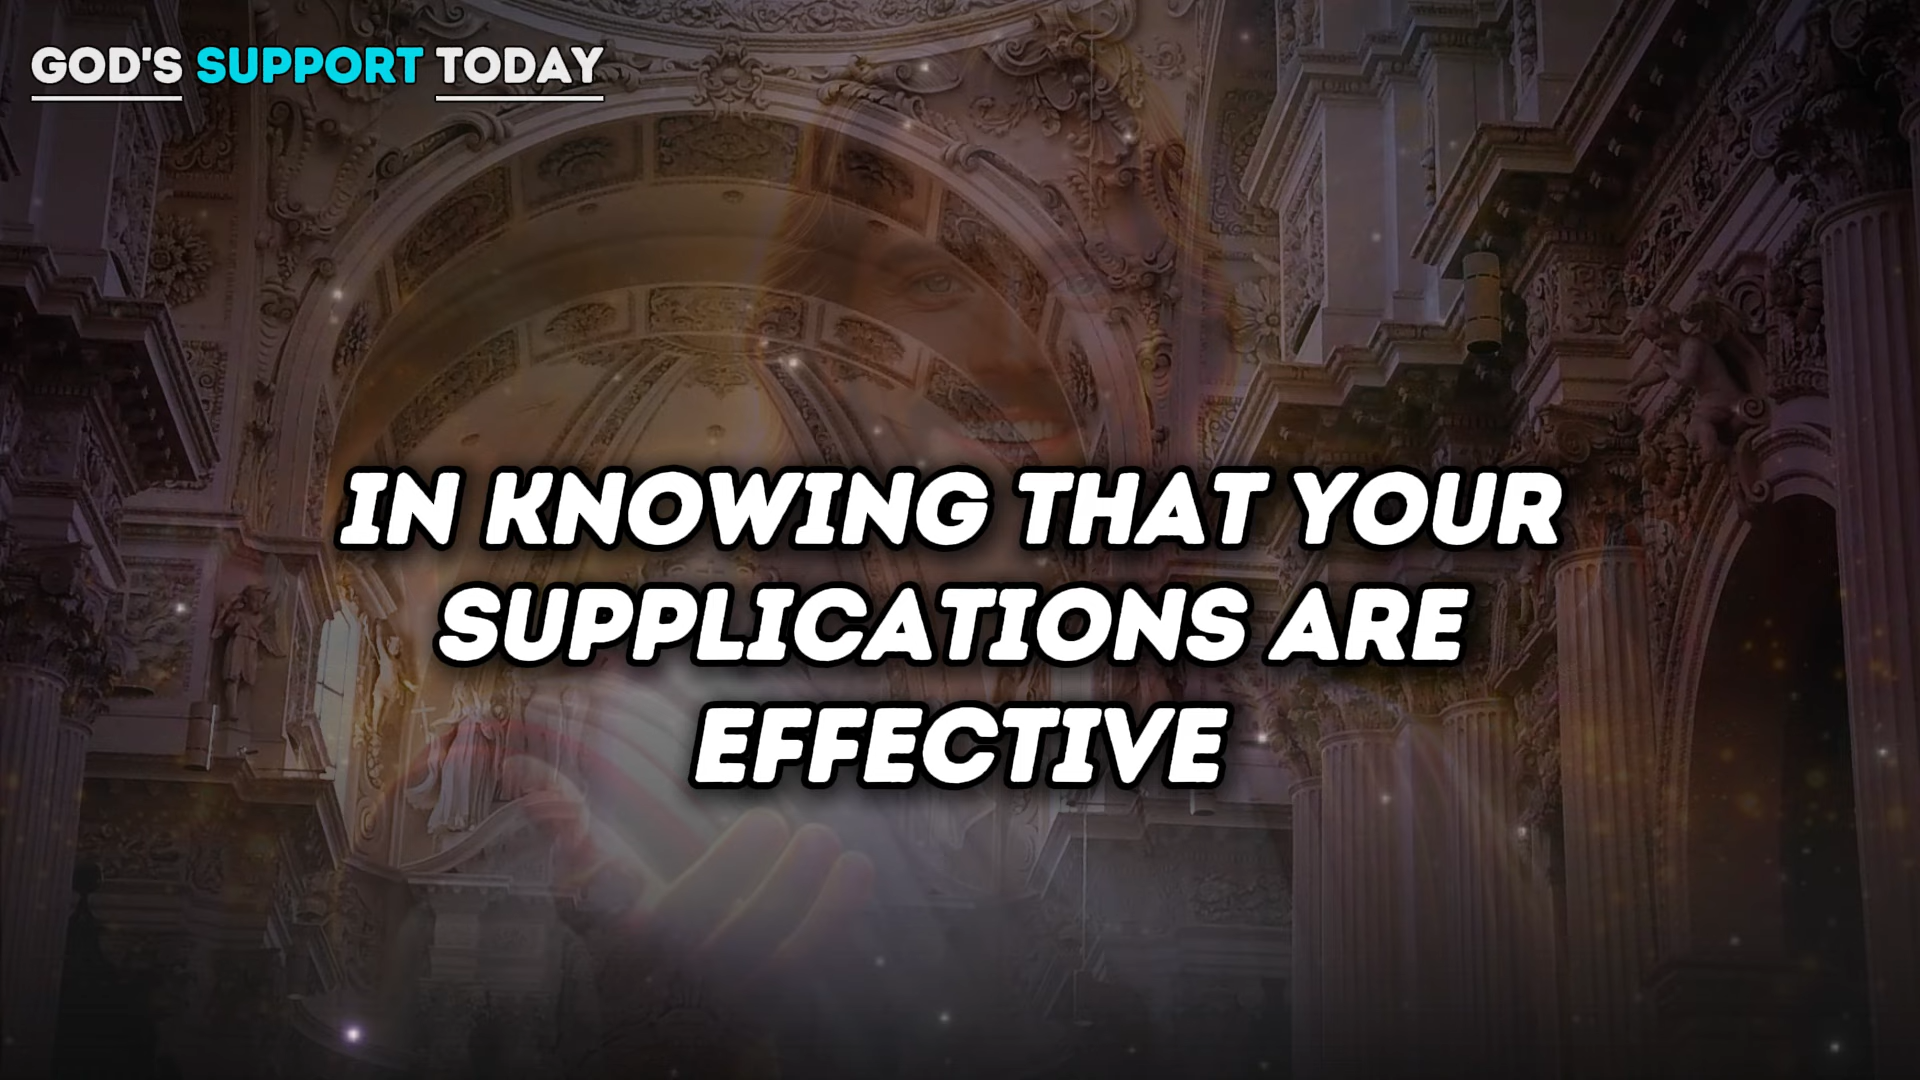 GOD'S SUPPORT TODAY
IN KNOWING THAT YOUR
SUPPLICATIONS ARE
EFFECTIVE